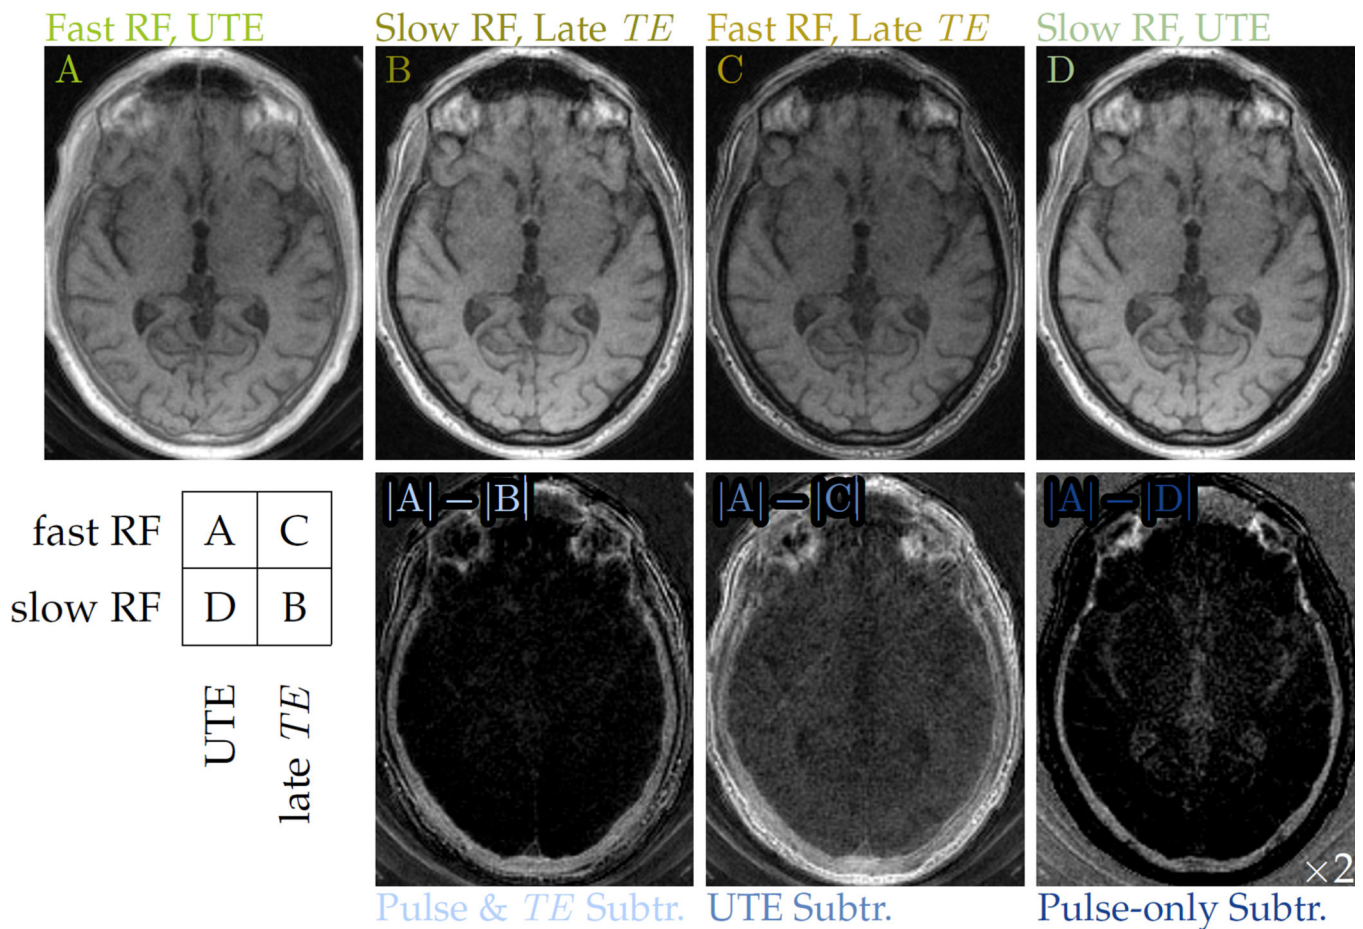 Fast RF, UTE
Slow RF, Late TE
Fast RF, Late TE
Slow RF, UTE
A
B
C
D
|A| – |B|
|A| – |C|
|A| – |D|
fast RF A C
slow RF D B
UTE
late TE
×2
Pulse & TE Subtr.
UTE Subtr.
Pulse-only Subtr.